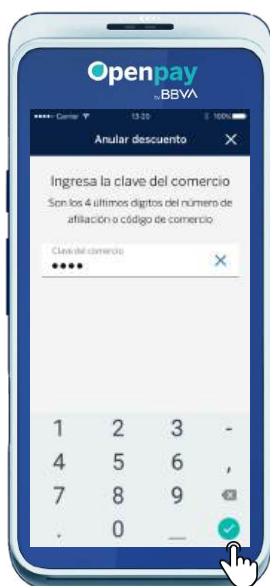 Openpay
by BBVA
Carrier 13:20 100%
Anular descuento
Ingresa la clave del comercio
Son los 4 últimos dígitos del número de
afiliación o código de comercio
Clave del comercio
••••
1 2 3 -
4 5 6 ,
7 8 9
. 0 _